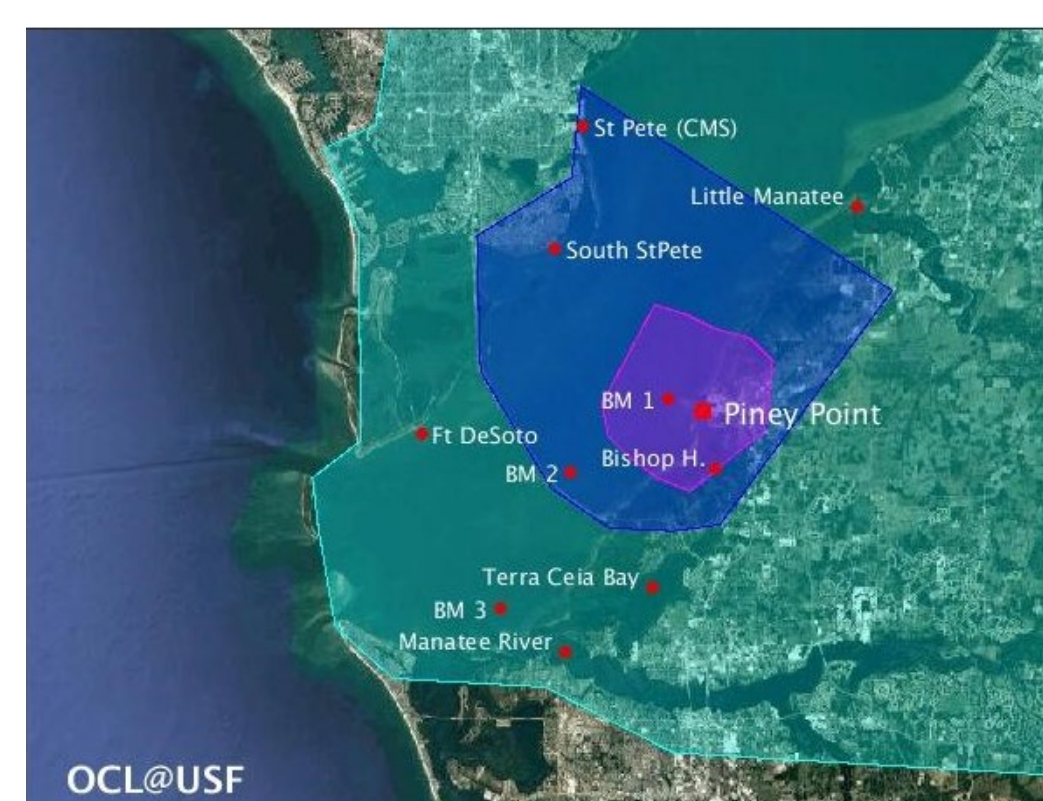 St Pete (CMS)
Little Manatee
South StPete
BM 1
Piney Point
Ft DeSoto
Bishop H.
BM 2
Terra Ceia Bay
BM 3
Manatee River
OCL@USF